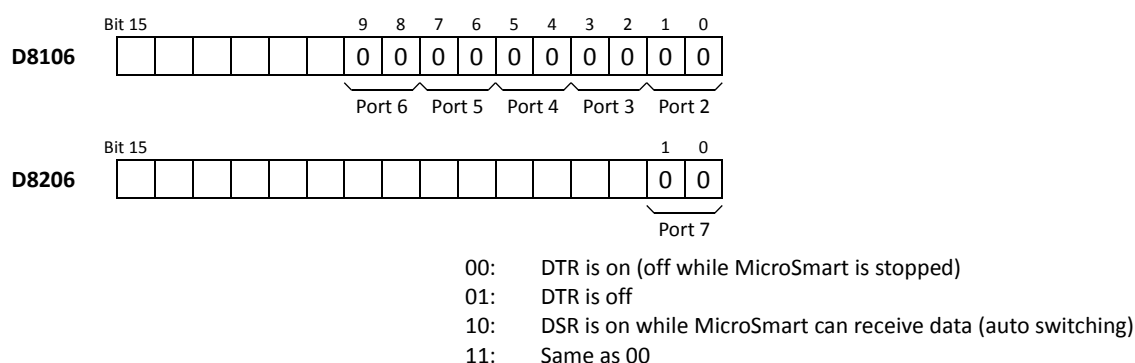 Bit 15 9 8 7 6 5 4 3 2 1 0
D8106 0 0 0 0 0 0 0 0 0 0
Port 6 Port 5 Port 4 Port 3 Port 2
Bit 15 1 0
D8206 0 0
Port 7
00: DTR is on (off while MicroSmart is stopped)
01: DTR is off
10: DSR is on while MicroSmart can receive data (auto switching)
11: Same as 00